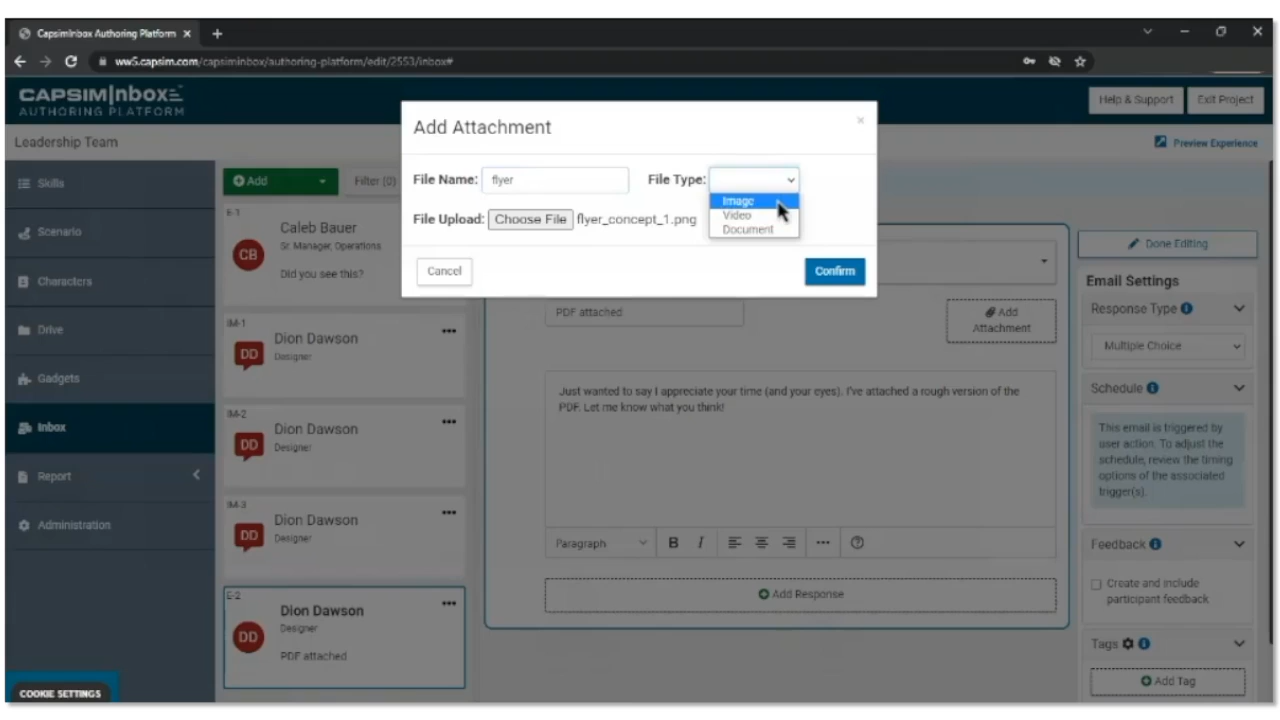 CapsimInbox Authoring Platform
ww5.capsim.com/capsiminbox/authoring-platform/edit/2553/inbox#
CAPSIM|nbox
AUTHORING PLATFORM
Help & Support
Exit Project
Leadership Team
Preview Experience
Skills
Scenario
Characters
Drive
Gadgets
Inbox
Report
Administration
COOKIE SETTINGS
Add
Filter (0)
E-1
Caleb Bauer
CB
Sr. Manager, Operations
Did you see this?
IM-1
Dion Dawson
DD
Designer
IM-2
Dion Dawson
DD
Designer
IM-3
Dion Dawson
DD
Designer
E-2
Dion Dawson
DD
Designer
PDF attached
Add Attachment
×
File Name: flyer
File Type:
Image
Video
Document
File Upload: Choose File flyer_concept_1.png
Cancel
Confirm
PDF attached
Add
Attachment
Just wanted to say I appreciate your time (and your eyes). I've attached a rough version of the
PDF. Let me know what you think!
Paragraph
B I
Add Response
Done Editing
Email Settings
Response Type
Multiple Choice
Schedule
This email is triggered by
user action. To adjust the
schedule, review the timing
options of the associated
trigger(s).
Feedback
Create and include
participant feedback
Tags
Add Tag